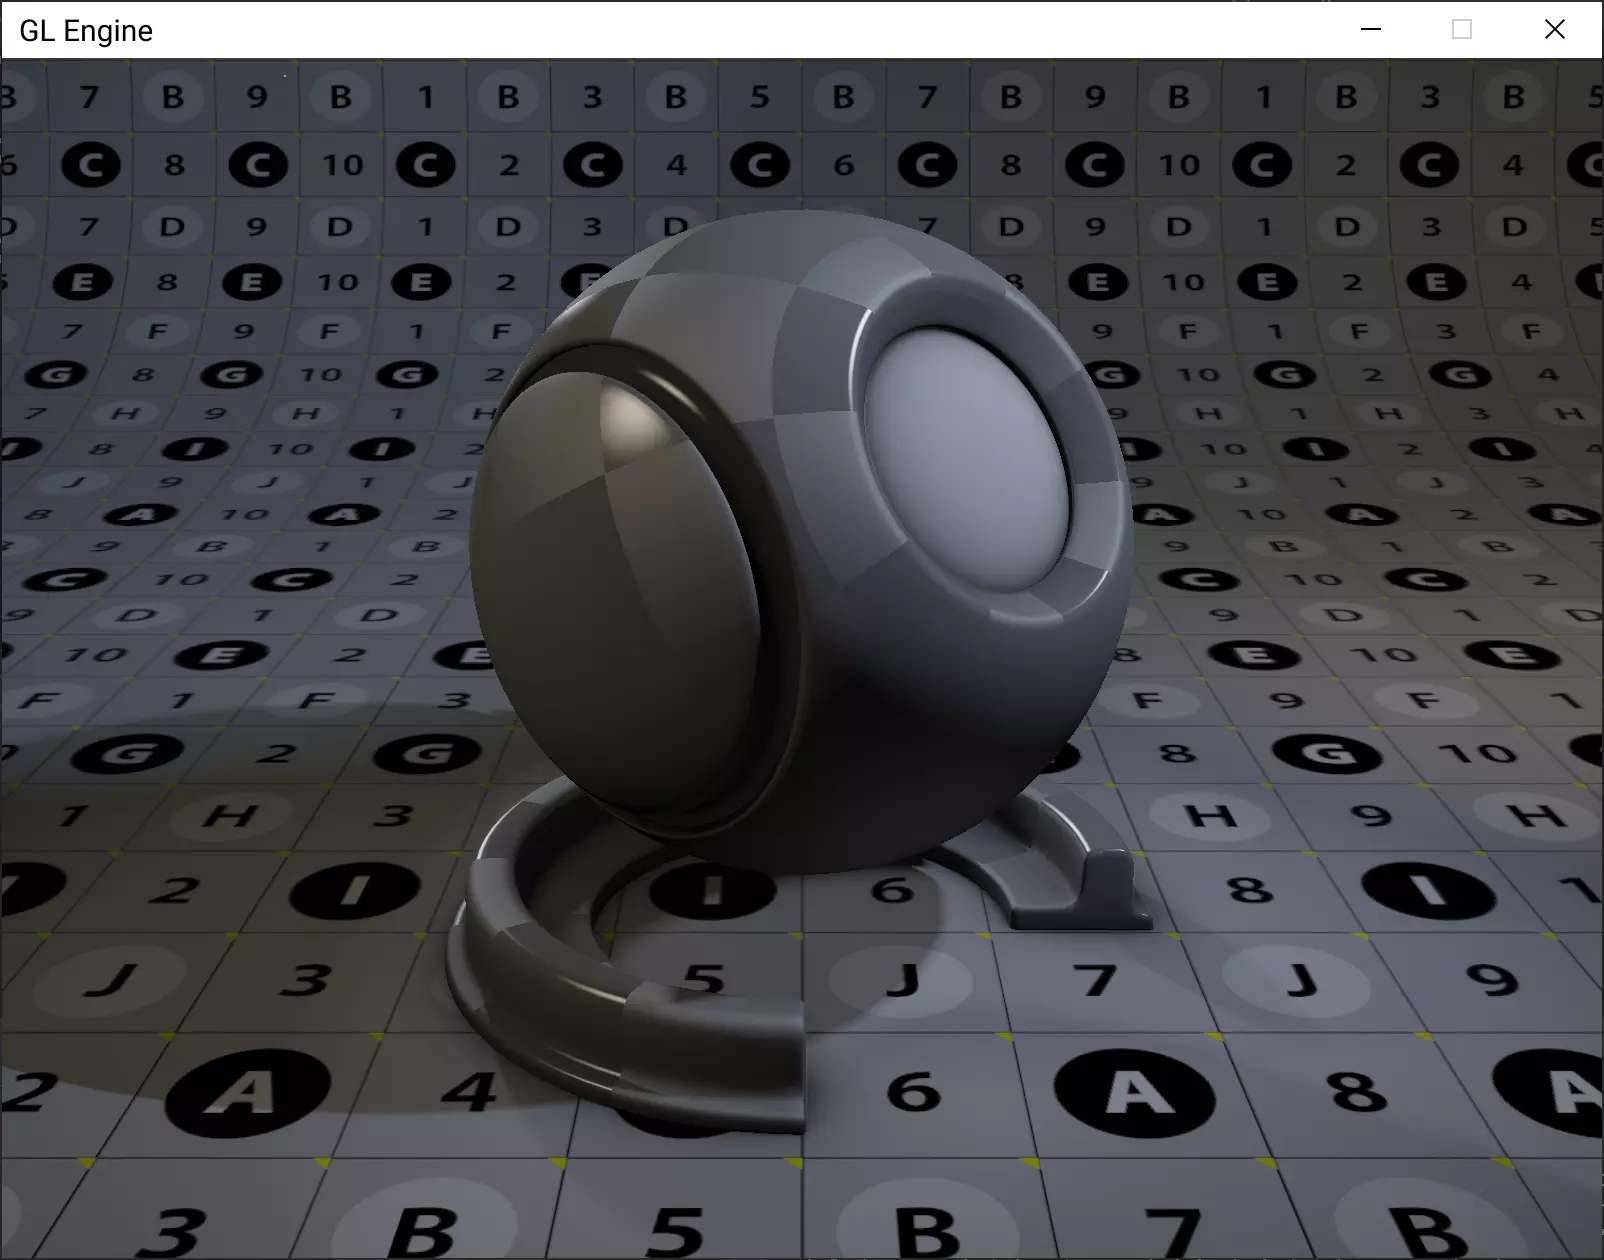 GL Engine
7 B 9 B 1 B 3 B 5 B 7 B 9 B 1 B 3 B 5
6 C 8 C 10 C 2 C 4 C 6 C 8 C 10 C 2 C 4 C
D 7 D 9 D 1 D 3 D 7 D 9 D 1 D 3 D 5
E 8 E 10 E 2 E 8 E 10 E 2 E 4
7 F 9 F 1 F 9 F 1 F 3 F
G 8 G 10 G 2 G 10 G 2 G 4
7 H 9 H 1 H 9 H 1 H 3 H
I 8 I 10 I 2 I 10 I 2 I 4
J 9 J 1 J 9 J 1 J 3
8 A 10 A 2 A 10 A 2 A
9 B 1 B 9 B 1 B
C 10 C 2 C 10 C 2
9 D 1 D 9 D 1 D
10 E 2 E 8 E 10 E
F 1 F 3 F 9 F 1
G 2 G 8 G 10
1 H 3 H 9 H
2 I I 6 8 I
J 3 5 J 7 J 9
2 A 4 6 A 8 A
3 B 5 B 7 B